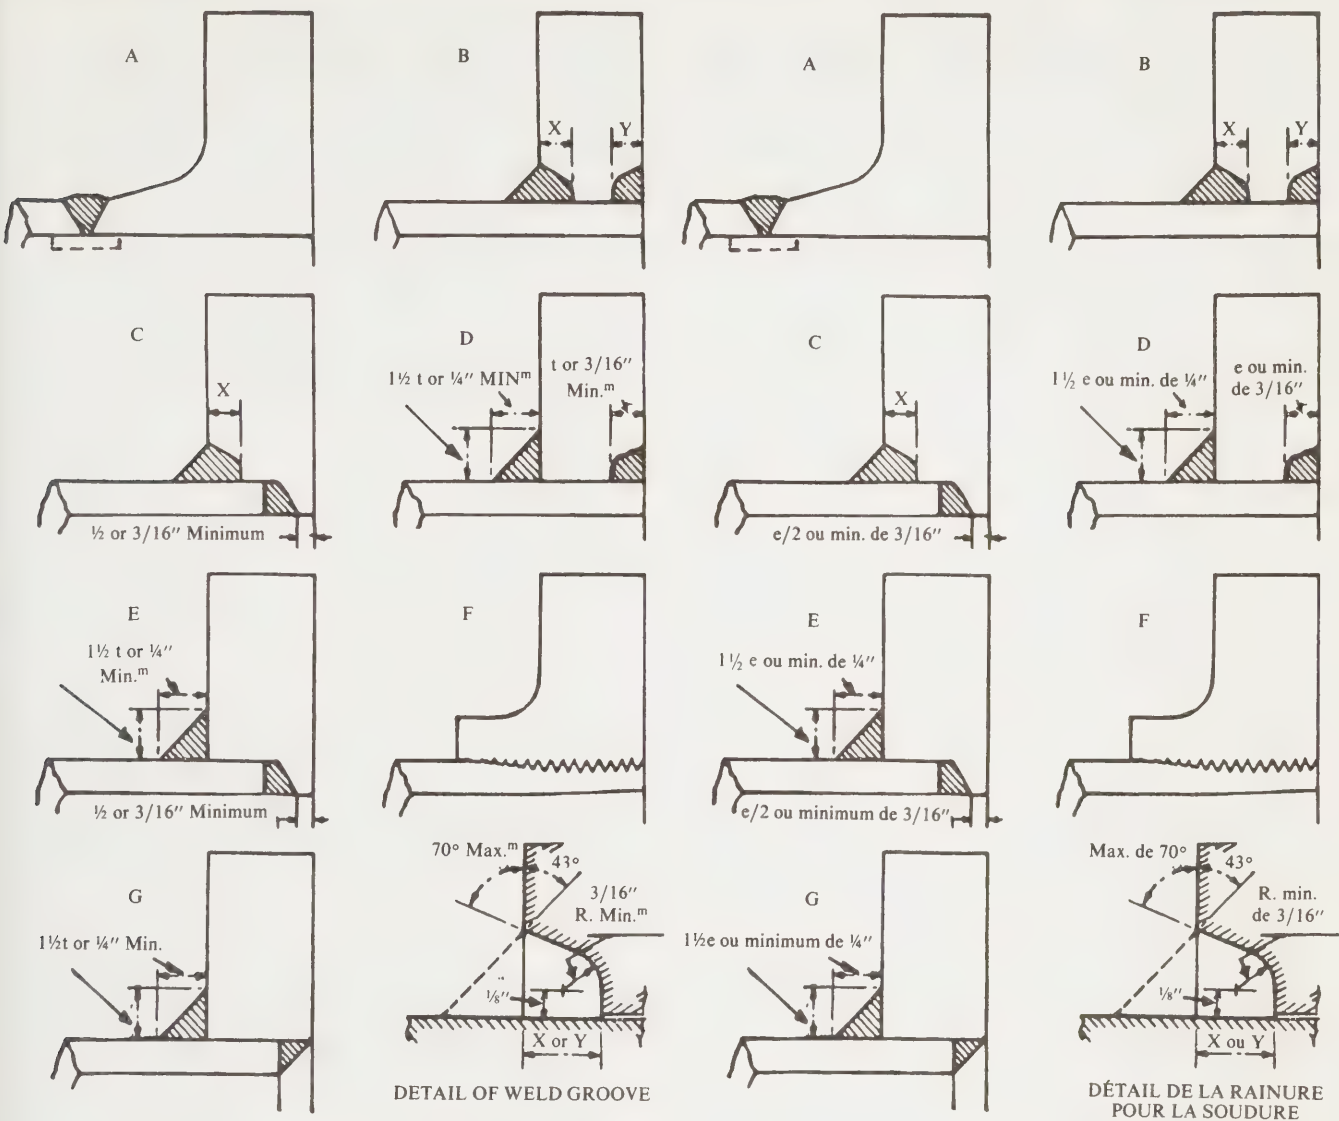 A
B
X
Y
C
X
½ or 3/16″ Minimum
D
1½ t or ¼″ MINᵐ
t or 3/16″
Min.ᵐ
E
1½ t or ¼″
Min.ᵐ
½ or 3/16″ Minimum
F
G
1½t or ¼″ Min.
70° Max.ᵐ
43°
3/16″
R. Min.ᵐ
⅛″
X or Y
DETAIL OF WELD GROOVE
A
B
X
Y
C
X
e/2 ou min. de 3/16″
D
1½ e ou min. de ¼″
e ou min.
de 3/16″
E
1½ e ou min. de ¼″
e/2 ou minimum de 3/16″
F
G
1½e ou minimum de ¼″
Max. de 70°
43°
R. min.
de 3/16″
⅛″
X ou Y
DÉTAIL DE LA RAINURE
POUR LA SOUDURE